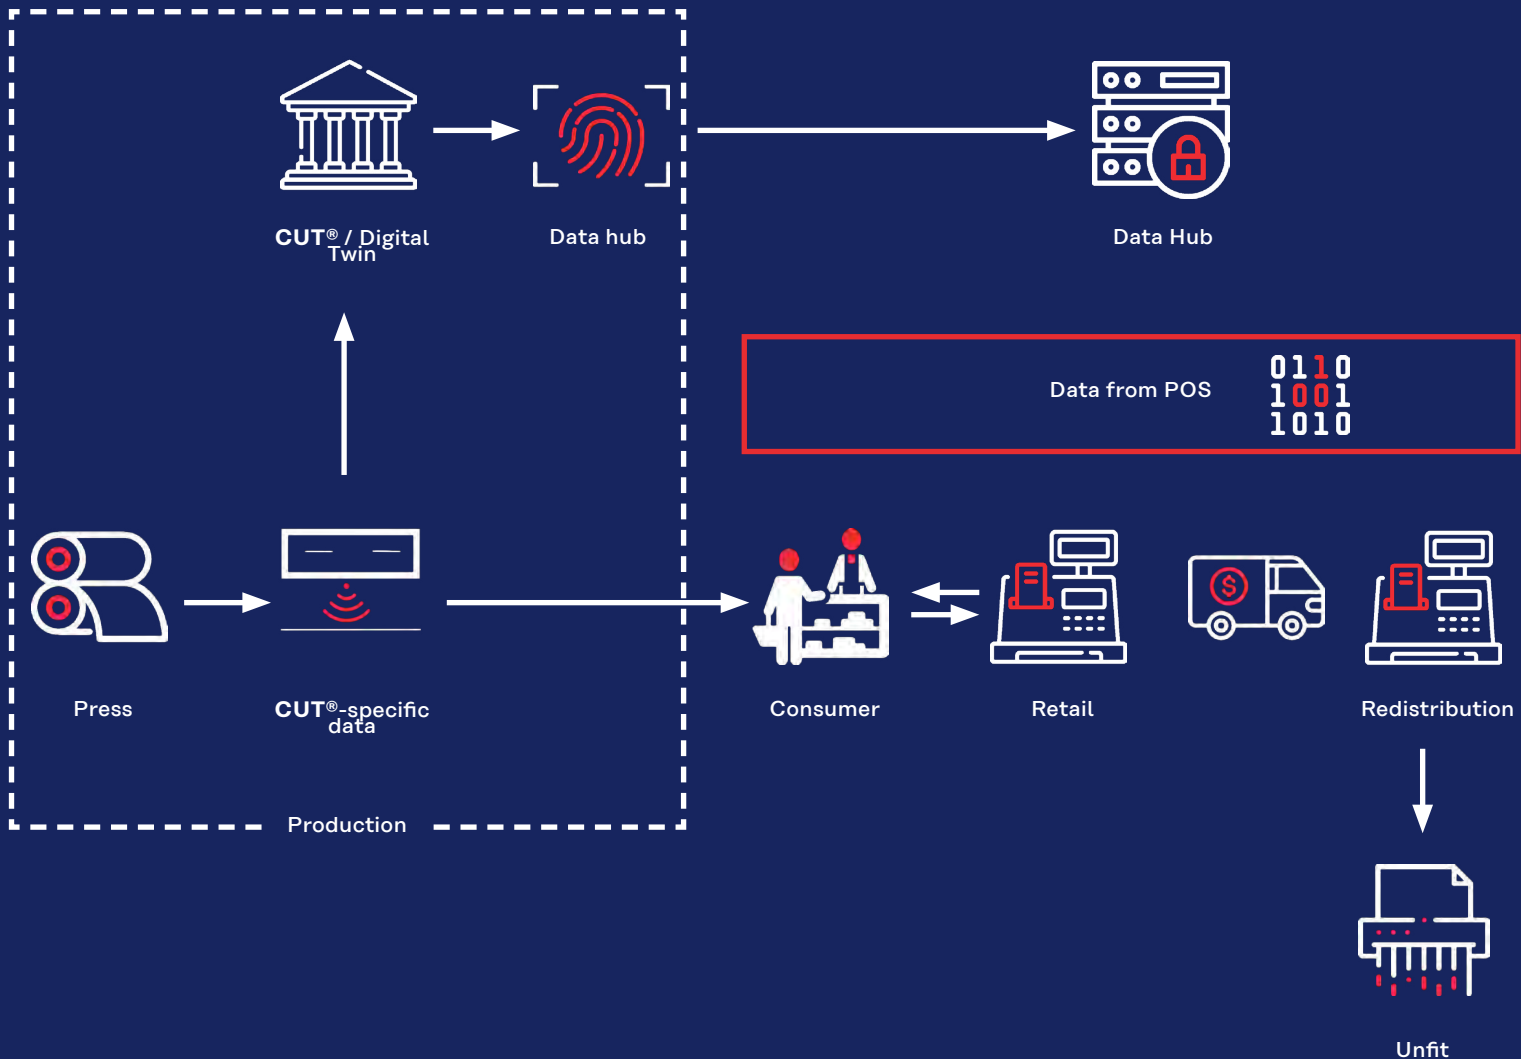 CUT® / Digital
Twin
Data hub
Data Hub
Data from POS
0110
1001
1010
$
Press
CUT®-specific
data
Consumer
Retail
Redistribution
Production
Unfit